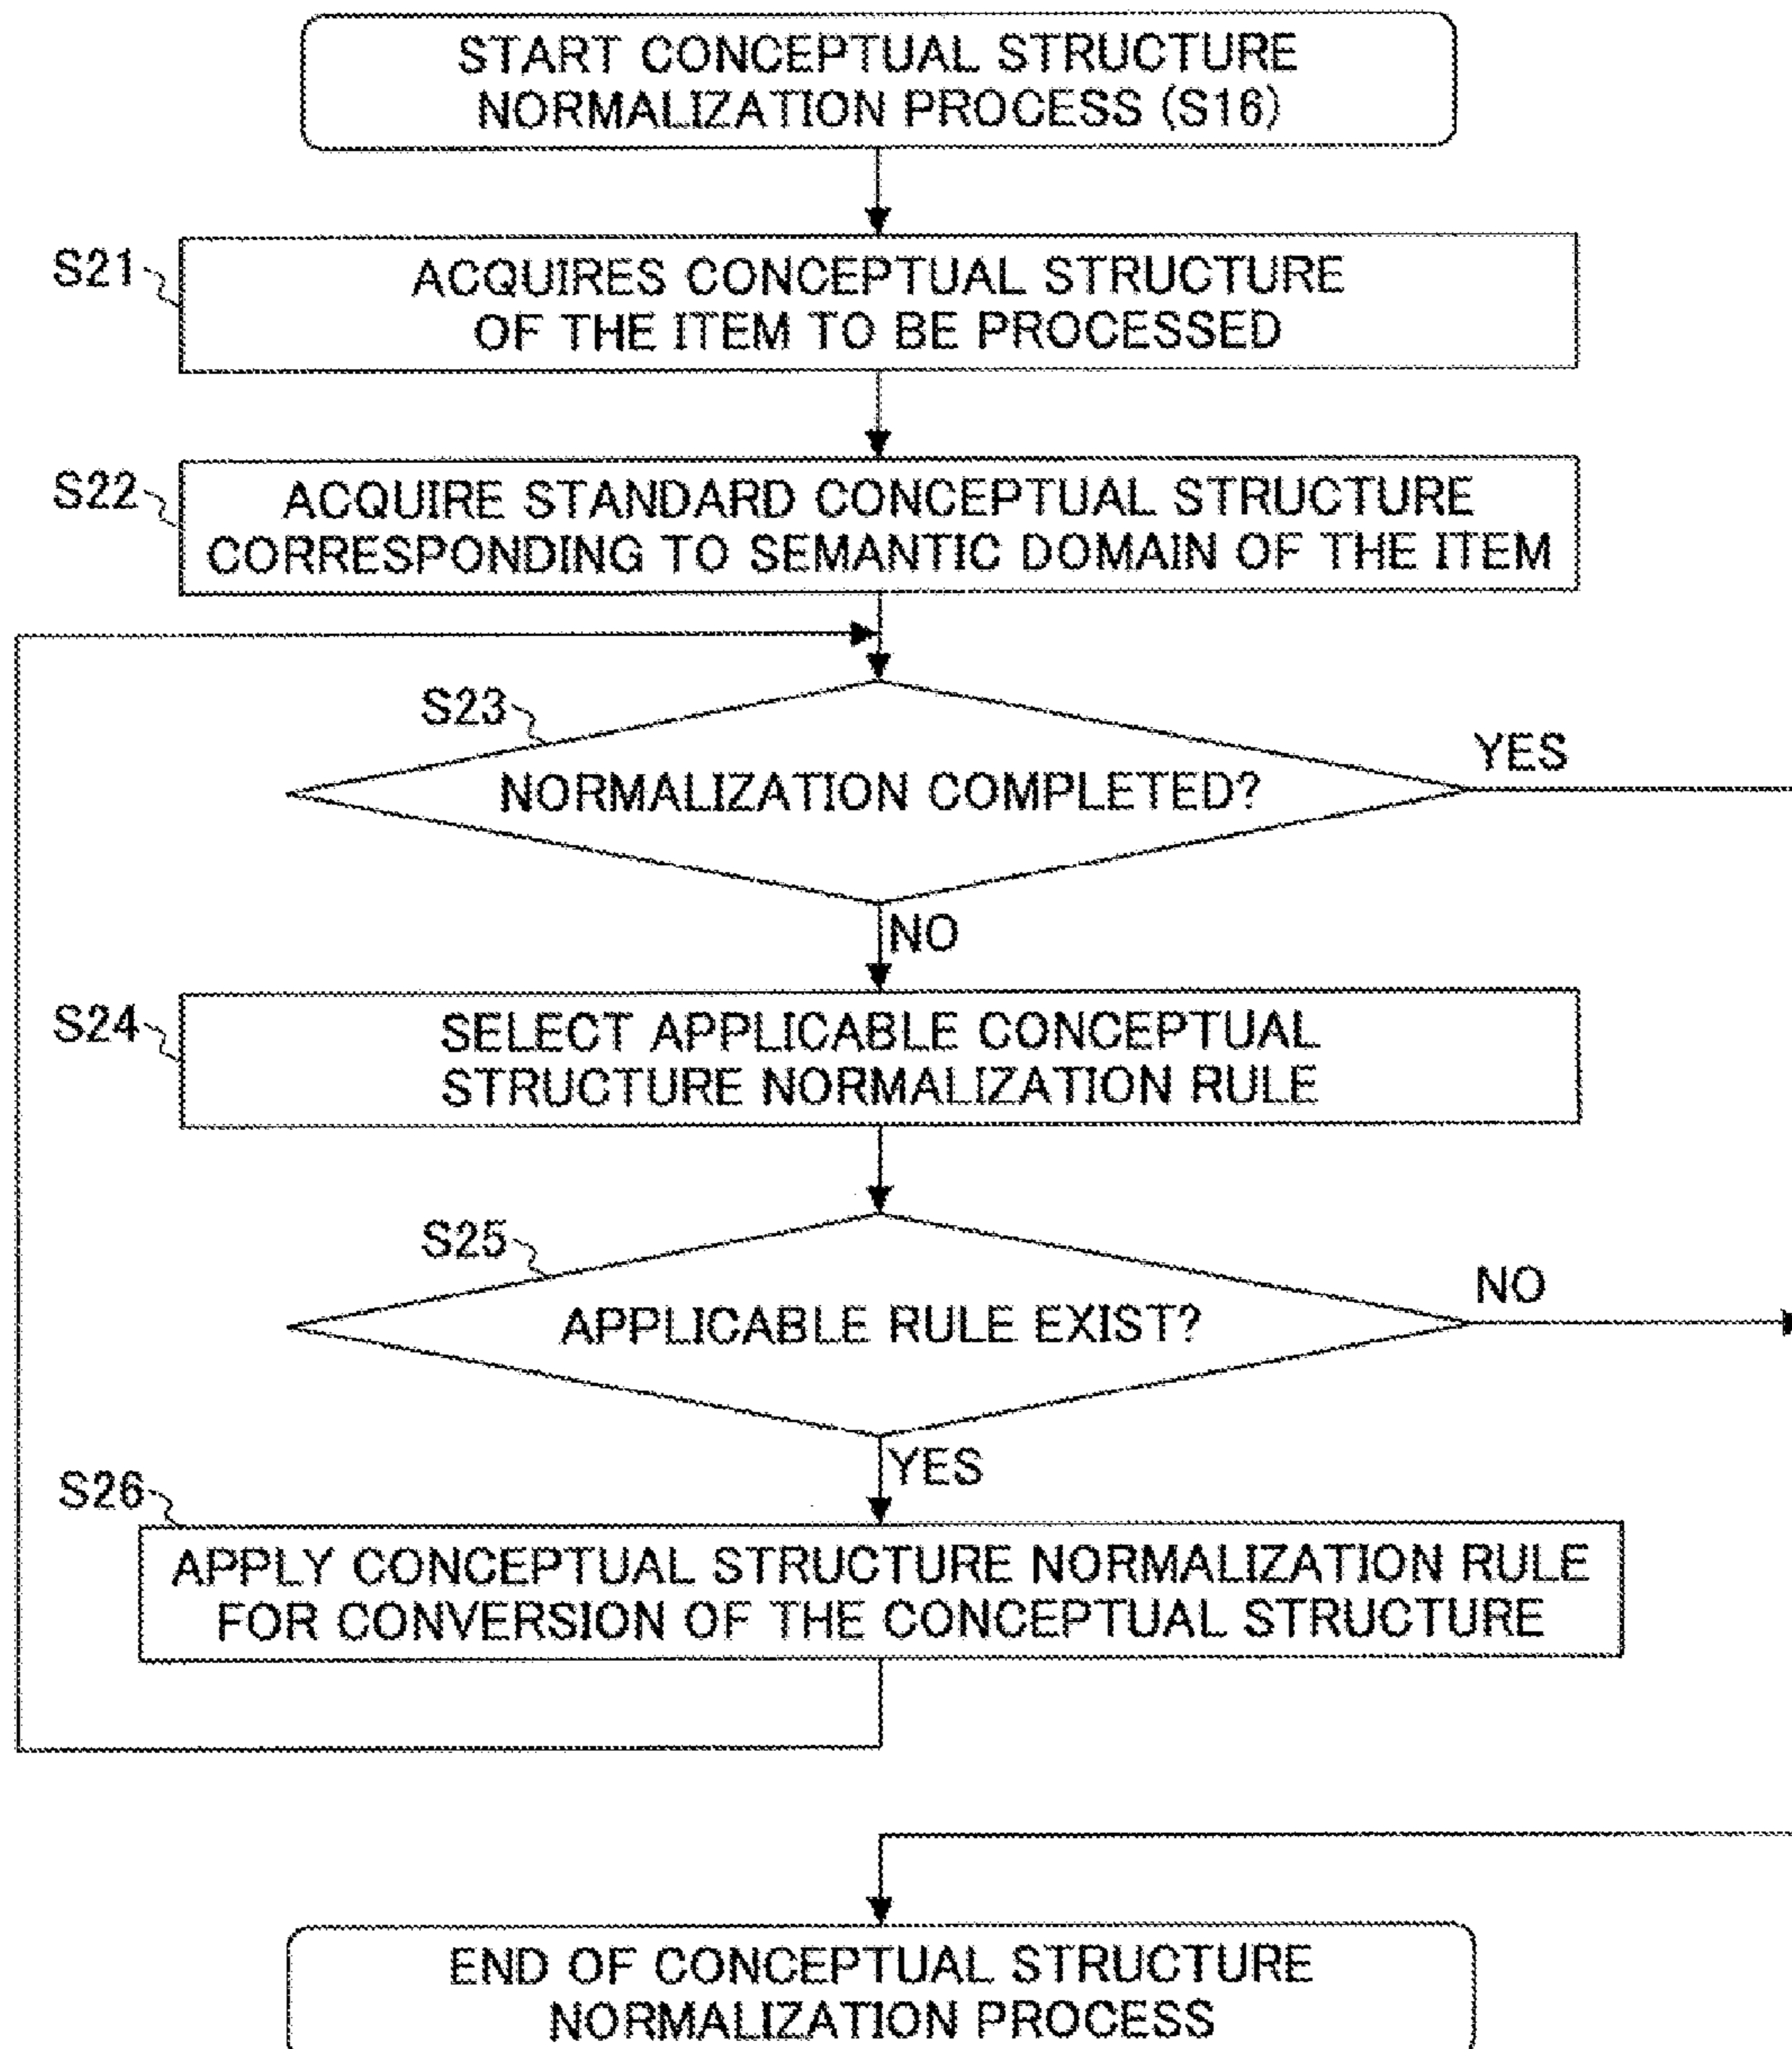 START CONCEPTUAL STRUCTURE
NORMALIZATION PROCESS (S16)
S21
ACQUIRES CONCEPTUAL STRUCTURE
OF THE ITEM TO BE PROCESSED
S22
ACQUIRE STANDARD CONCEPTUAL STRUCTURE
CORRESPONDING TO SEMANTIC DOMAIN OF THE ITEM
S23
YES
NORMALIZATION COMPLETED?
NO
S24
SELECT APPLICABLE CONCEPTUAL
STRUCTURE NORMALIZATION RULE
S25
NO
APPLICABLE RULE EXIST?
YES
S26
APPLY CONCEPTUAL STRUCTURE NORMALIZATION RULE
FOR CONVERSION OF THE CONCEPTUAL STRUCTURE
END OF CONCEPTUAL STRUCTURE
NORMALIZATION PROCESS